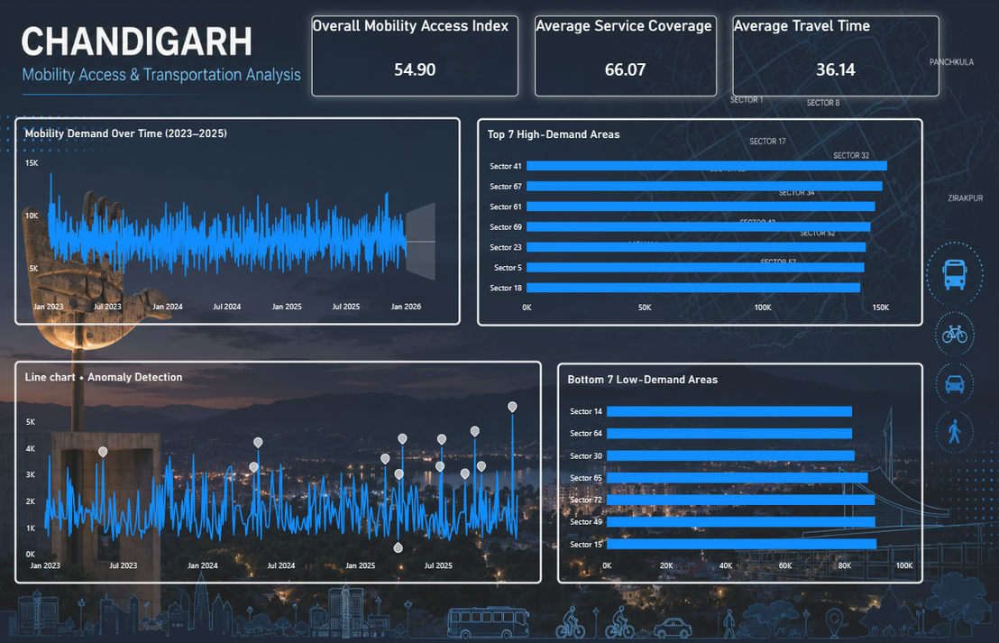 CHANDIGARH
Mobility Access & Transportation Analysis
Overall Mobility Access Index
54.90
Average Service Coverage
66.07
Average Travel Time
36.14
PANCHKULA
SECTOR 1
SECTOR 8
SECTOR 17
SECTOR 32
SECTOR 34
SECTOR 52
ZIRAKPUR
Mobility Demand Over Time (2023–2025)
15K
10K
5K
Jan 2023
Jul 2023
Jan 2024
Jul 2024
Jan 2025
Jul 2025
Jan 2026
Top 7 High-Demand Areas
Sector 41
Sector 67
Sector 61
Sector 69
Sector 23
Sector 5
Sector 18
0K
50K
100K
150K
Line chart + Anomaly Detection
5K
4K
3K
2K
1K
0K
Jan 2023
Jul 2023
Jan 2024
Jul 2024
Jan 2025
Jul 2025
Bottom 7 Low-Demand Areas
Sector 14
Sector 64
Sector 30
Sector 65
Sector 72
Sector 49
Sector 15
0K
20K
40K
60K
80K
100K